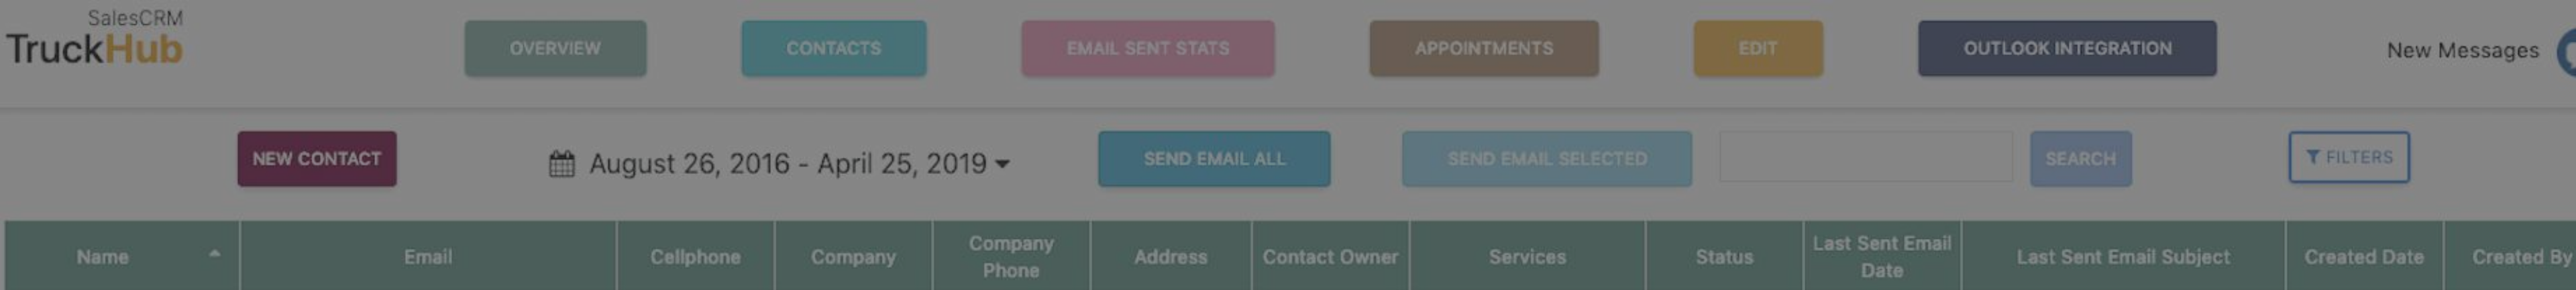 SalesCRM
TruckHub
OVERVIEW
CONTACTS
EMAIL SENT STATS
APPOINTMENTS
EDIT
OUTLOOK INTEGRATION
New Messages
NEW CONTACT
August 26, 2016 - April 25, 2019
SEND EMAIL ALL
SEND EMAIL SELECTED
SEARCH
FILTERS
Name
Email
Cellphone
Company
Company
Phone
Address
Contact Owner
Services
Status
Last Sent Email
Date
Last Sent Email Subject
Created Date
Created By